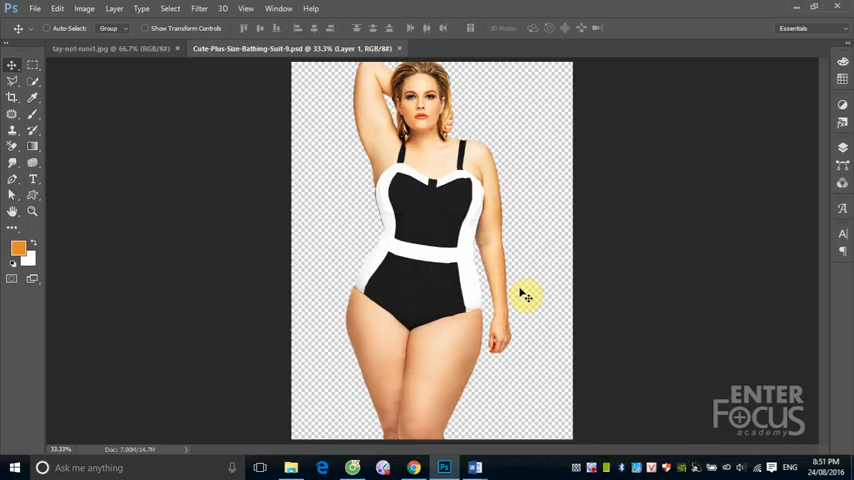 Ps File Edit Image Layer Type Select Filter 3D View Window Help
Auto-Select: Group Show Transform Controls 3D Mode: Essentials
tay-not-ruoi1.jpg @ 66.7% (RGB/8#) × Cute-Plus-Size-Bathing-Suit-9.psd @ 33.3% (Layer 1, RGB/8#) ×
ENTER
FOCUS
academy
33.33% Doc: 7.00M/14.7M
Ask me anything
Ps
ENG
8:51 PM
24/08/2016